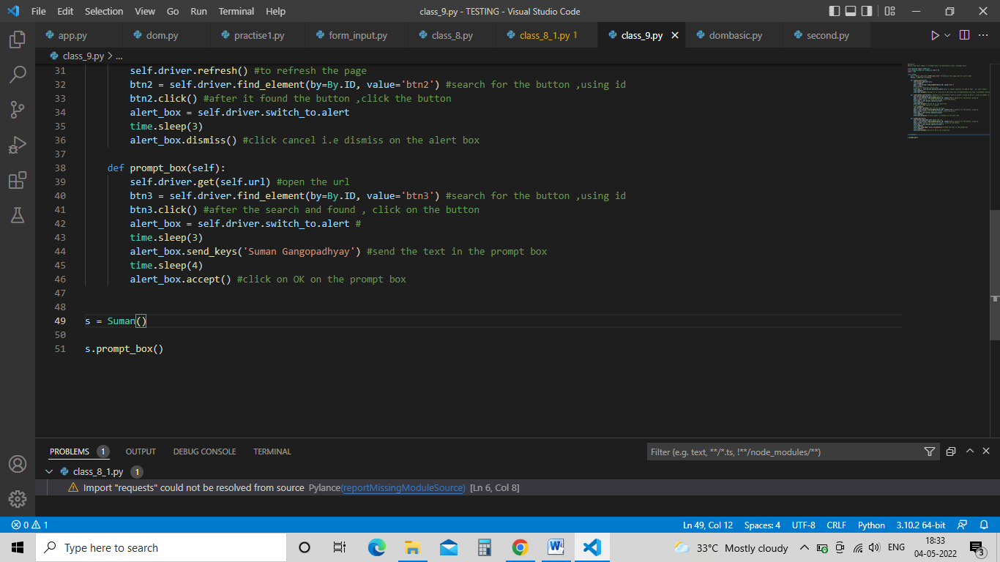 File Edit Selection View Go Run Terminal Help class_9.py - TESTING - Visual Studio Code
app.py dom.py practise1.py form_input.py class_8.py class_8_1.py 1 class_9.py dombasic.py second.py
class_9.py > ...
31 self.driver.refresh() #to refresh the page
32 btn2 = self.driver.find_element(by=By.ID, value='btn2') #search for the button ,using id
33 btn2.click() #after it found the button ,click the button
34 alert_box = self.driver.switch_to.alert
35 time.sleep(3)
36 alert_box.dismiss() #click cancel i.e dismiss on the alert box
37
38 def prompt_box(self):
39 self.driver.get(self.url) #open the url
40 btn3 = self.driver.find_element(by=By.ID, value='btn3') #search for the button ,using id
41 btn3.click() #after the search and found , click on the button
42 alert_box = self.driver.switch_to.alert #
43 time.sleep(3)
44 alert_box.send_keys('Suman Gangopadhyay') #send the text in the prompt box
45 time.sleep(4)
46 alert_box.accept() #click on OK on the prompt box
47
48
49 s = Suman()
50
51 s.prompt_box()
PROBLEMS 1 OUTPUT DEBUG CONSOLE TERMINAL Filter (e.g. text, **/*.ts, !**/node_modules/**)
class_8_1.py 1
Import "requests" could not be resolved from source Pylance(reportMissingModuleSource) [Ln 6, Col 8]
0 1 Ln 49, Col 12 Spaces: 4 UTF-8 CRLF Python 3.10.2 64-bit
Type here to search 33°C Mostly cloudy ENG 18:33
04-05-2022 3